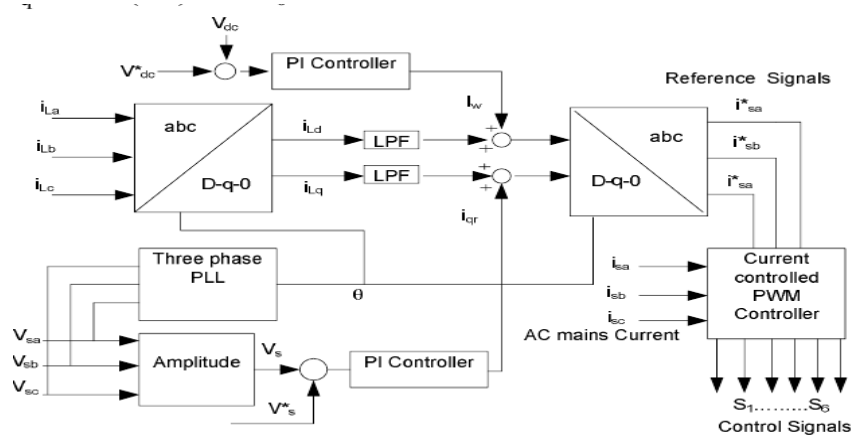 Vdc
V*dc
PI Controller
Reference Signals
Iw
iLa
abc
iLd
LPF
+
+
abc
i*sa
iLb
i*sb
iLc
D-q-0
iLq
LPF
+
+
D-q-0
i*sa
iqr
Three phase
PLL
θ
isa
isb
isc
Current
controlled
PWM
Controller
AC mains Current
Vsa
Vsb
Vsc
Amplitude
Vs
PI Controller
V*s
S1.........S6
Control Signals